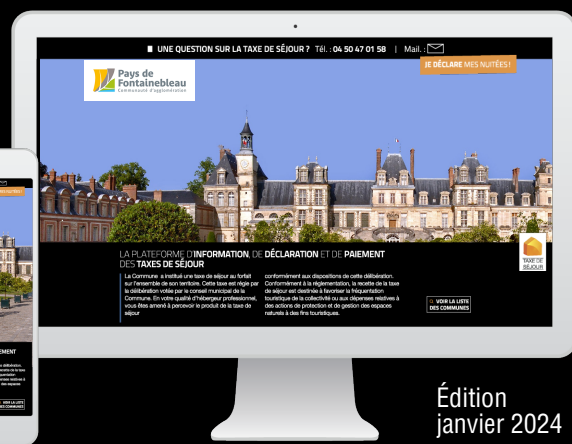 UNE QUESTION SUR LA TAXE DE SÉJOUR ? Tél. : 04 50 47 01 58 | Mail. :
JE DÉCLARE MES NUITÉES !
Pays de
Fontainebleau
Communauté d'agglomération
LA PLATEFORME D'INFORMATION, DE DÉCLARATION ET DE PAIEMENT
DES TAXES DE SÉJOUR
La Commune a institué une taxe de séjour au forfait
sur l'ensemble de son territoire. Cette taxe est régie par
la délibération votée par le conseil municipal de la
Commune. En votre qualité d'hébergeur professionnel,
vous êtes amené à percevoir le produit de la taxe de
séjour
conformément aux dispositions de cette délibération.
Conformément à la réglementation, la recette de la taxe
de séjour est destinée à favoriser la fréquentation
touristique de la collectivité ou aux dépenses relatives à
des actions de protection et de gestion des espaces
naturels à des fins touristiques.
TAXE DE
SÉJOUR
VOIR LA LISTE
DES COMMUNES
EMENT
VOIR LA LISTE
DES COMMUNES
Édition
janvier 2024